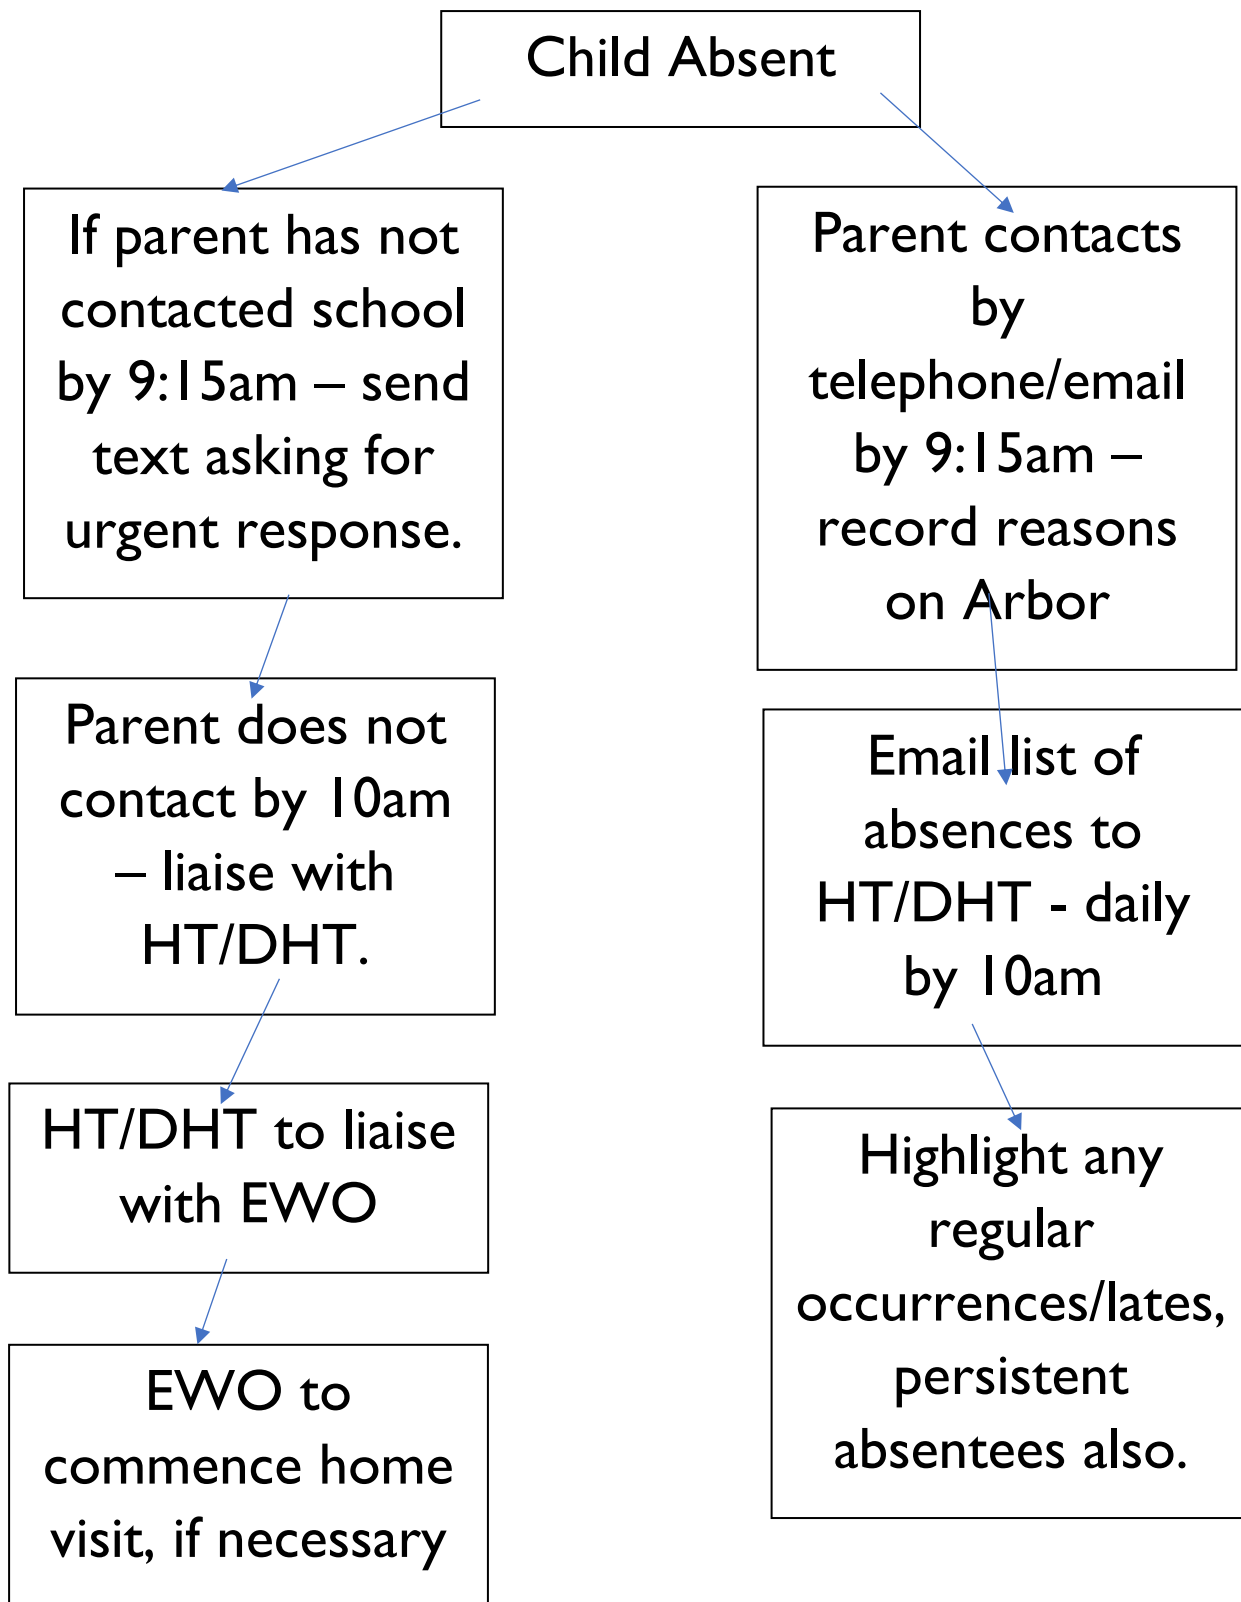 Child Absent
If parent has not
contacted school
by 9:15am – send
text asking for
urgent response.
Parent does not
contact by 10am
– liaise with
HT/DHT.
HT/DHT to liaise
with EWO
EWO to
commence home
visit, if necessary
Parent contacts
by
telephone/email
by 9:15am –
record reasons
on Arbor
Email list of
absences to
HT/DHT - daily
by 10am
Highlight any
regular
occurrences/lates,
persistent
absentees also.